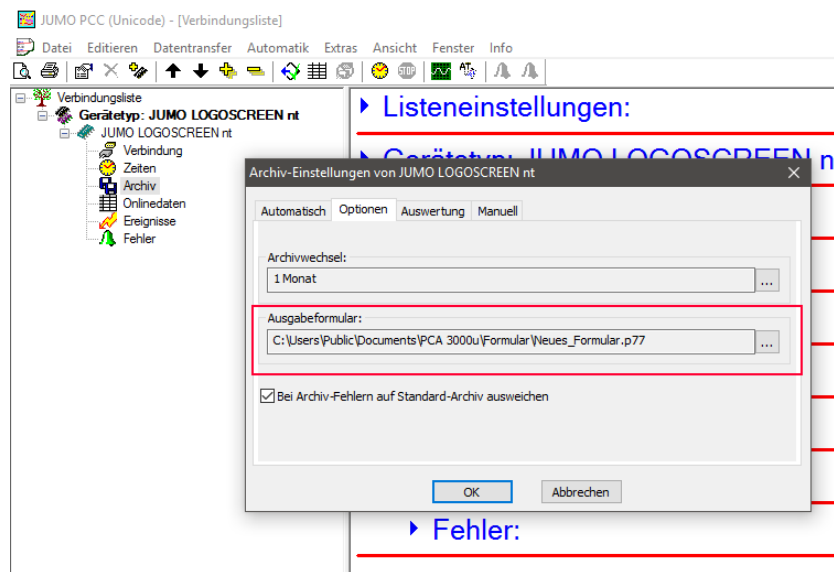 JUMO PCC (Unicode) - [Verbindungsliste]
Datei Editieren Datentransfer Automatik Extras Ansicht Fenster Info
Verbindungsliste
Gerätetyp: JUMO LOGOSCREEN nt
JUMO LOGOSCREEN nt
Verbindung
Zeiten
Archiv
Onlinedaten
Ereignisse
Fehler
Listeneinstellungen:
Gerätetyp: JUMO LOGOSCREEN n
Archiv-Einstellungen von JUMO LOGOSCREEN nt
Automatisch Optionen Auswertung Manuell
Archivwechsel:
1 Monat
...
Ausgabeformular:
C:\Users\Public\Documents\PCA 3000u\Formular\Neues_Formular.p77
...
Bei Archiv-Fehlern auf Standard-Archiv ausweichen
OK Abbrechen
Fehler: